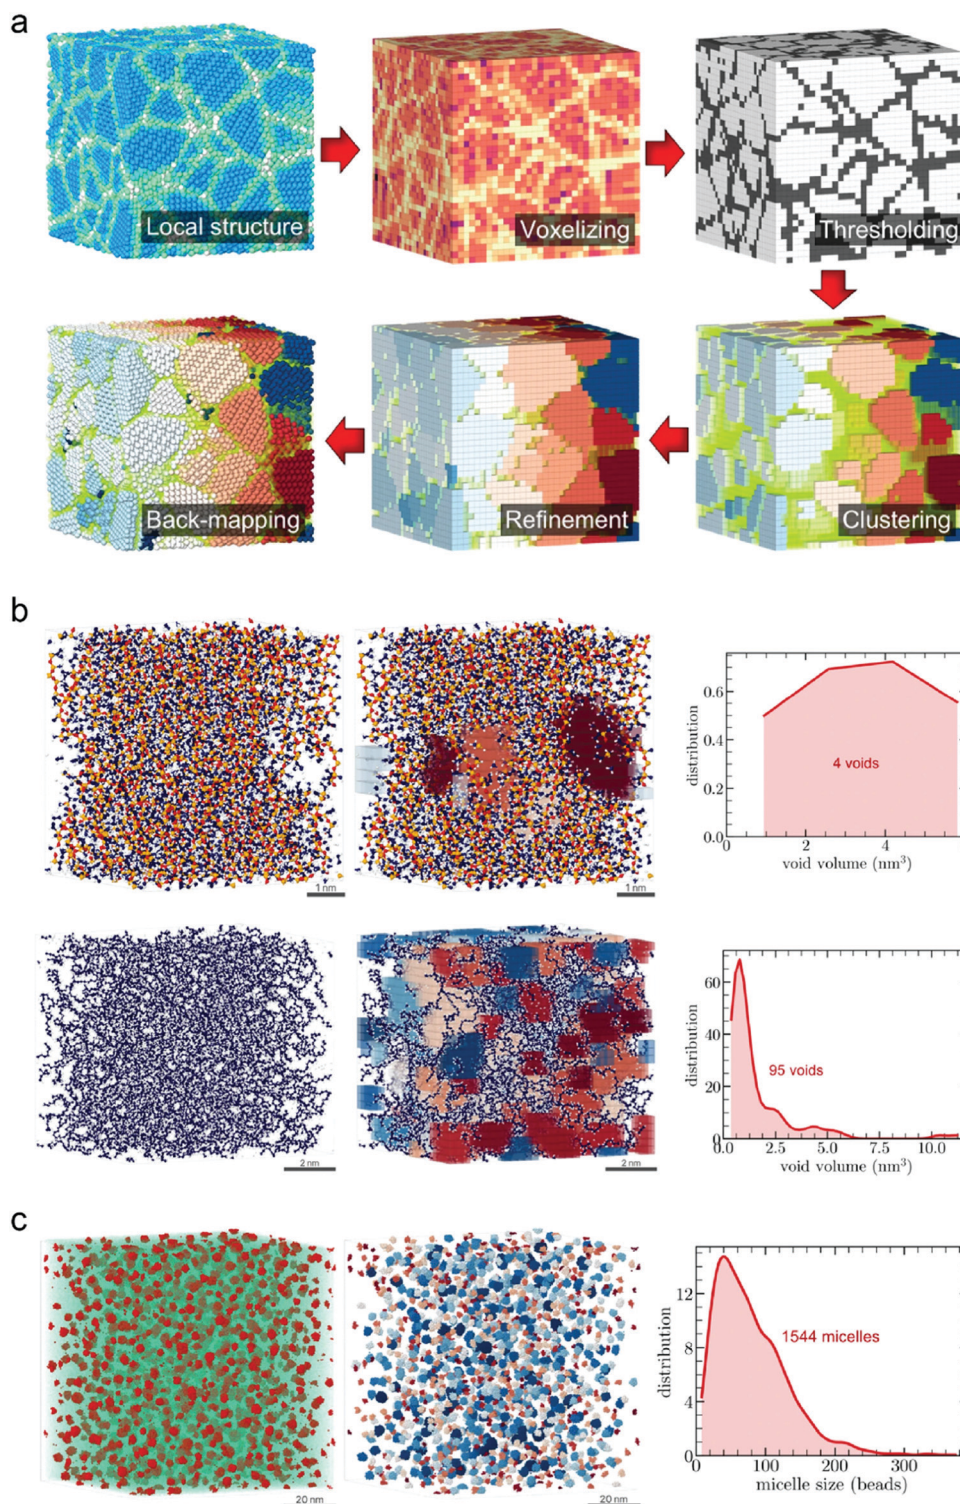 a
Local structure
Voxelizing
Thresholding
Back-mapping
Refinement
Clustering
b
1 nm
1 nm
distribution
0.6
0.4
0.2
0.0
4 voids
0 2 4
void volume (nm³)
2 nm
2 nm
distribution
60
40
20
0
95 voids
0.0 2.5 5.0 7.5 10.0
void volume (nm³)
c
20 nm
20 nm
distribution
12
8
4
0
1544 micelles
0 100 200 300
micelle size (beads)